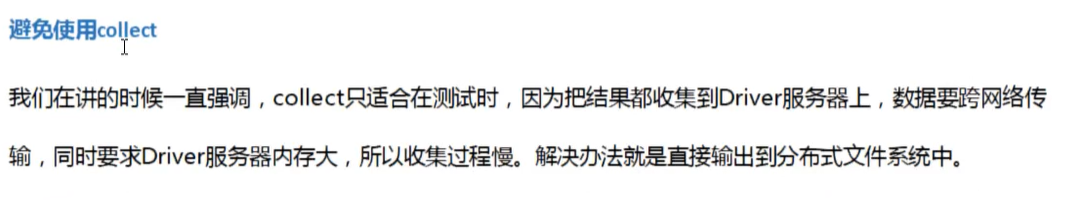 避免使用collect
我们在讲的时候一直强调，collect只适合在测试时，因为把结果都收集到Driver服务器上，数据要跨网络传
输，同时要求Driver服务器内存大，所以收集过程慢。解决办法就是直接输出到分布式文件系统中。